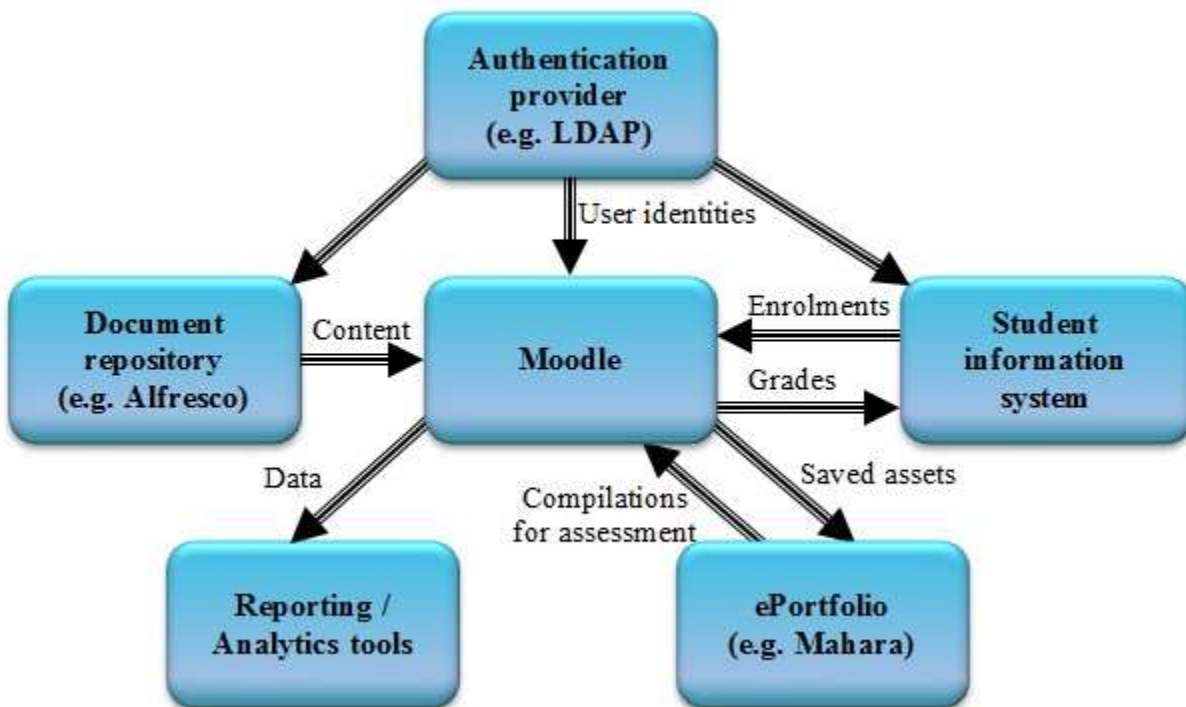 Authentication
provider
(e.g. LDAP)
User identities
Document
repository
(e.g. Alfresco)
Content
Moodle
Enrolments
Grades
Student
information
system
Data
Compilations
for assessment
Saved assets
Reporting /
Analytics tools
ePortfolio
(e.g. Mahara)